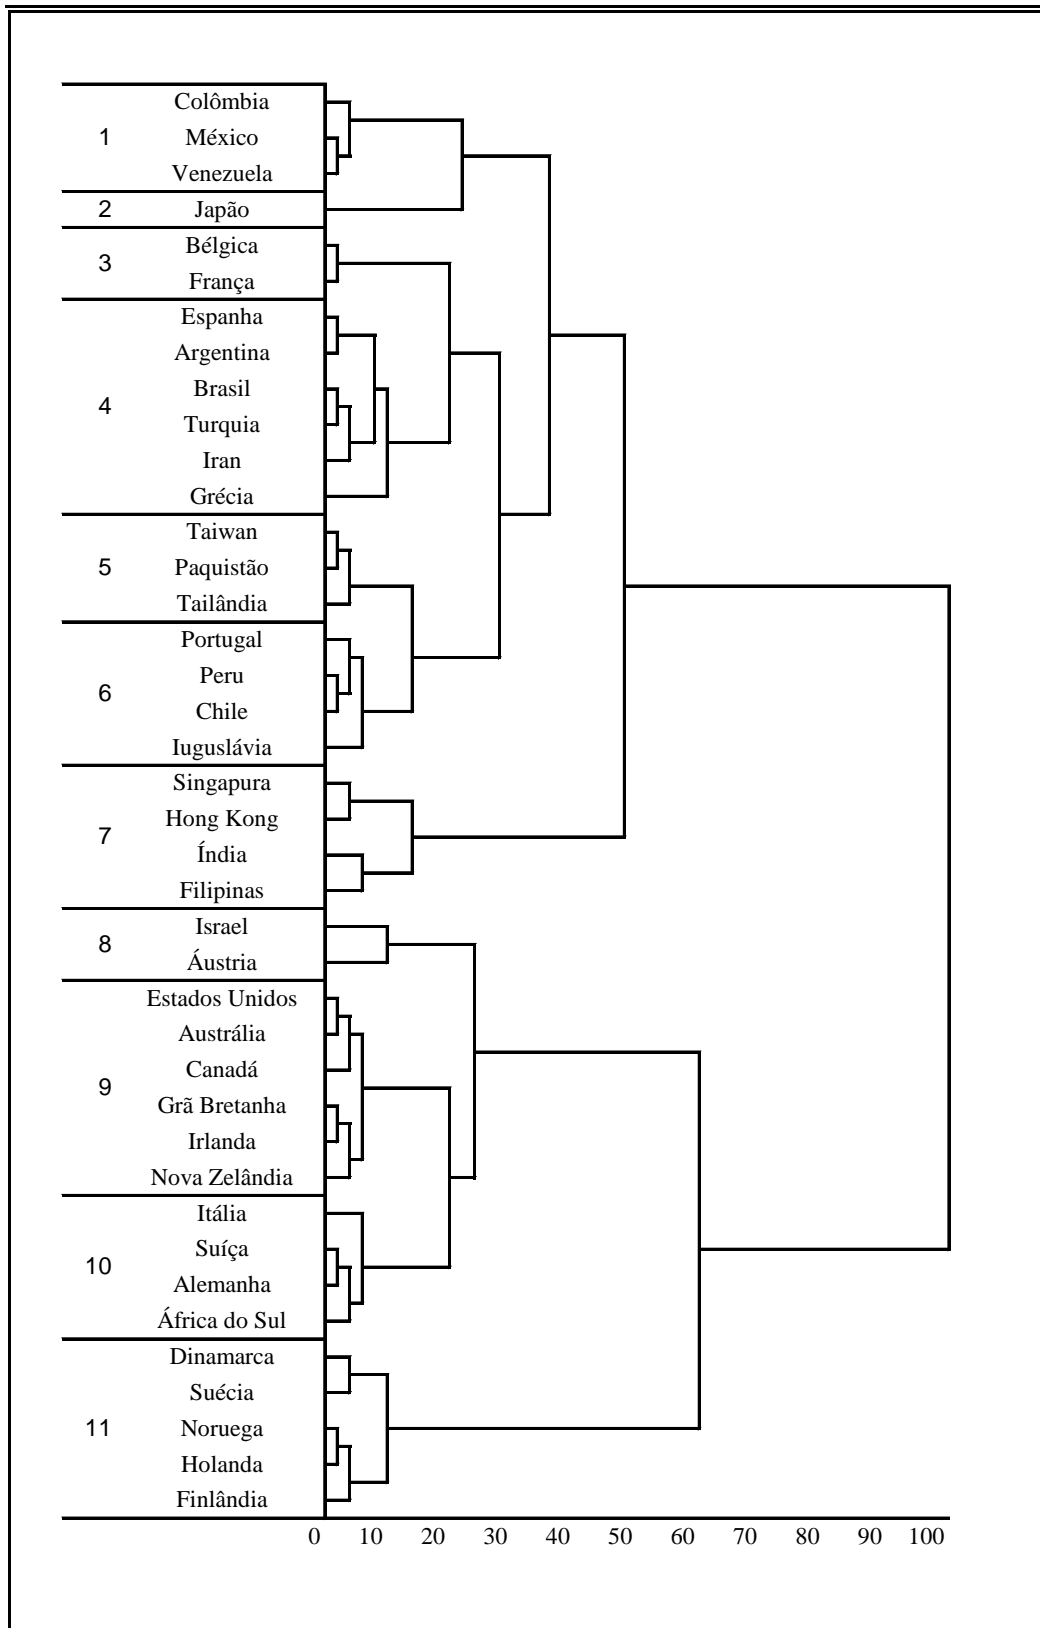 Colômbia
1 México
Venezuela
2 Japão
Bélgica
3
França
Espanha
Argentina
Brasil
4
Turquia
Iran
Grécia
Taiwan
5 Paquistão
Tailândia
Portugal
Peru
6
Chile
Iuguslávia
Singapura
Hong Kong
7
Índia
Filipinas
Israel
8
Áustria
Estados Unidos
Austrália
Canadá
9
Grã Bretanha
Irlanda
Nova Zelândia
Itália
Suíça
10
Alemanha
África do Sul
Dinamarca
Suécia
11 Noruega
Holanda
Finlândia
0 10 20 30 40 50 60 70 80 90 100